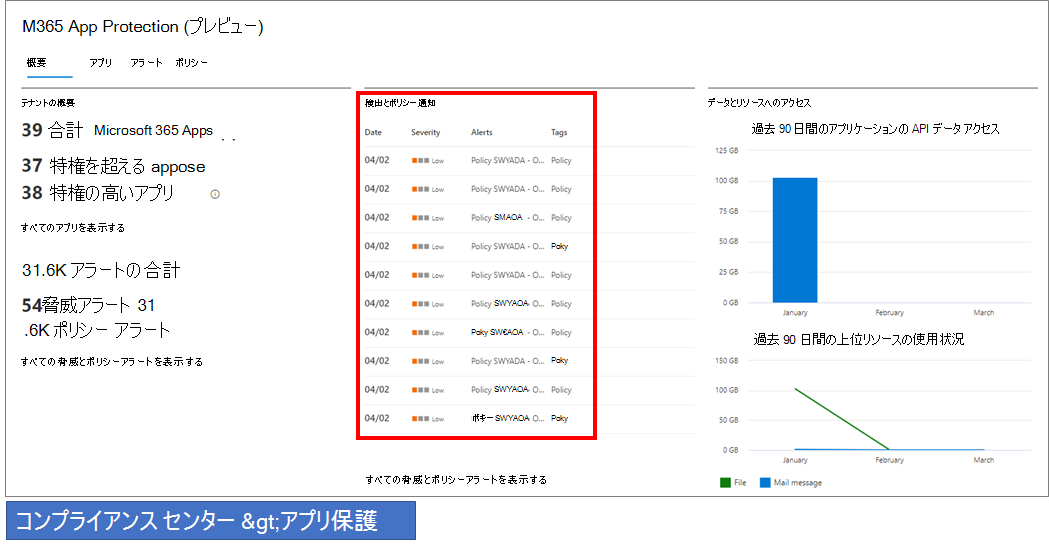 M365 App Protection (プレビュー)
概要 アプリ アラート ポリシー
テナントの概要
39 合計 Microsoft 365 Apps . .
37 特権を超える appose
38 特権の高いアプリ
すべてのアプリを表示する
31.6K アラートの合計
54脅威アラート 31
.6Kポリシー アラート
すべての脅威とポリシーアラートを表示する
検出とポリシー通知
Date Severity Alerts Tags
04/02 Low Policy SWYADA - O... Policy
04/02 Low Policy SWYADA - O... Policy
04/02 Low Policy SMAOA - O... Policy
04/02 Low Policy SWYADA - O... Poky
04/02 Low Policy SWYADA - O... Policy
04/02 Low Policy SWYAOA- O... Policy
04/02 Low Poky SW€AOA - O... Policy
04/02 Low Policy SWYADA - O... Poky
04/02 Low Policy SWYAOA- O... Policy
04/02 Low ポキー SWYAOA- O... Poky
すべての脅威とポリシーアラートを表示する
データとリソースへのアクセス
過去 90 日間のアプリケーションの API データ アクセス
125 GB
100 GB
75 GB
50 GB
25 GB
0 GB
January February March
過去 90 日間の上位リソースの使用状況
150 GB
100 GB
50 GB
0 GB
January February March
File Mail message
コンプライアンス センター &gt;アプリ保護